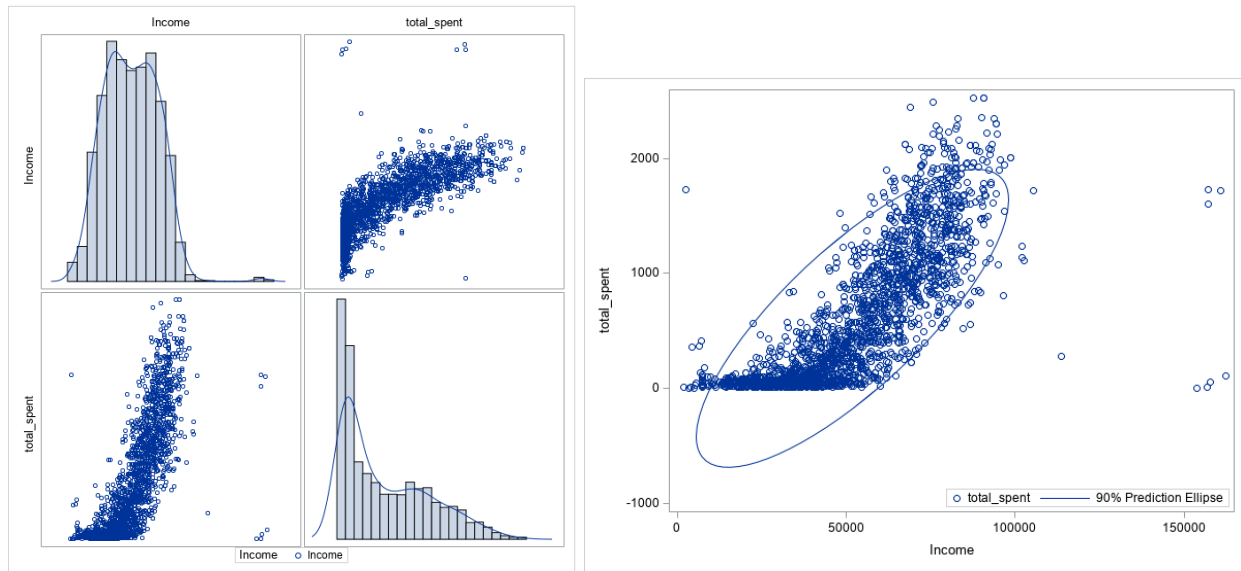 Income
total_spent
Income
total_spent
Income
Income
total_spent
2000
1000
0
-1000
total_spent
90% Prediction Ellipse
0
50000
100000
150000
Income